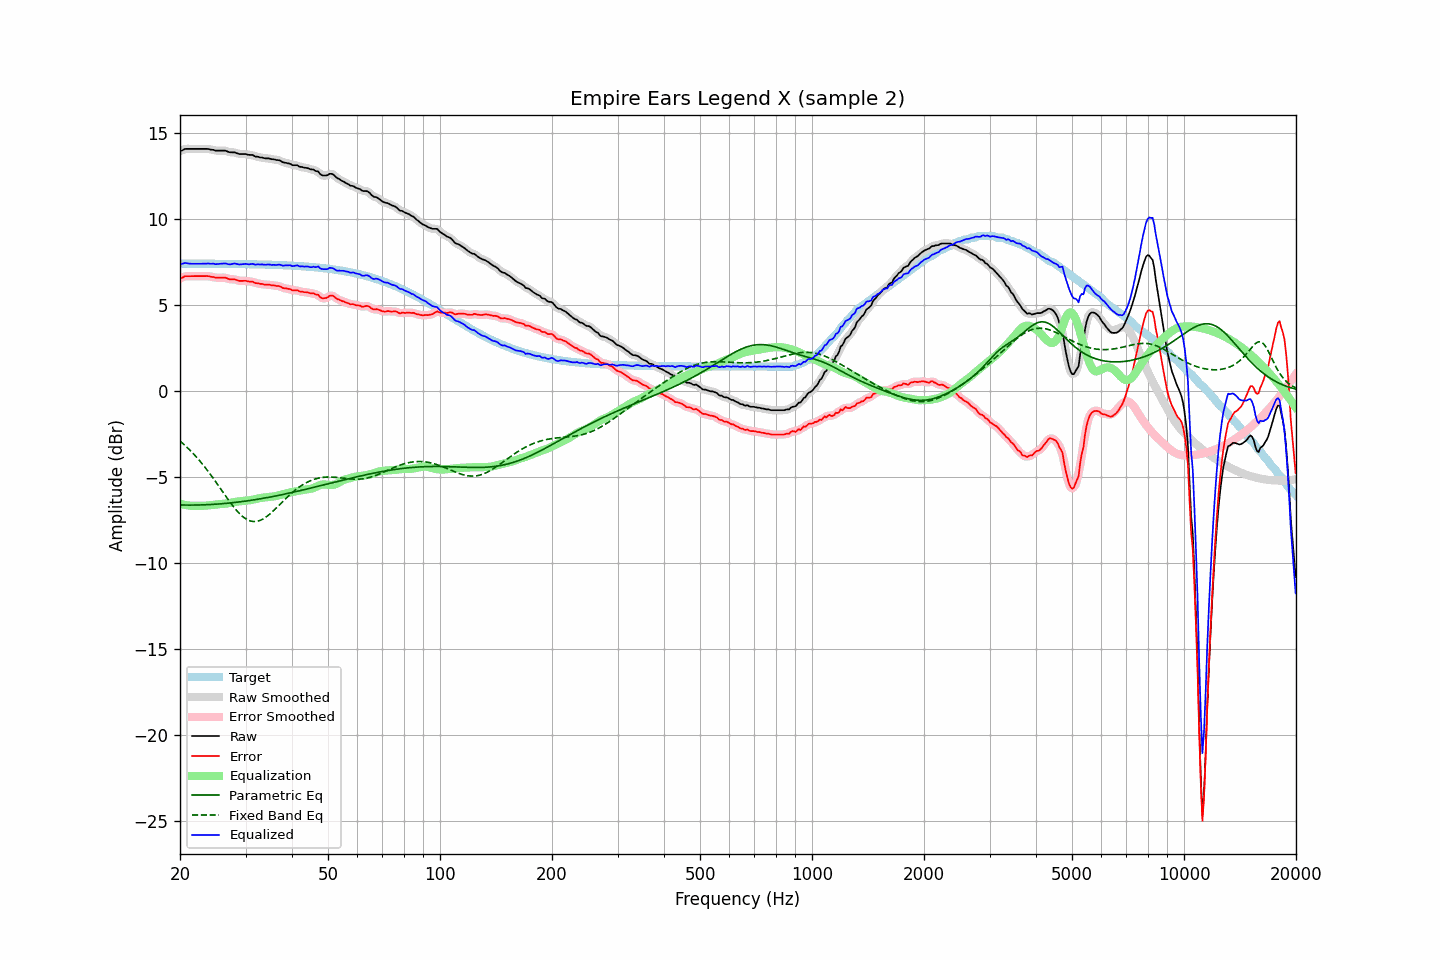 Empire Ears Legend X (sample 2)
15
10
5
0
−5
−10
−15
−20
−25
Amplitude (dBr)
Target
Raw Smoothed
Error Smoothed
Raw
Error
Equalization
Parametric Eq
Fixed Band Eq
Equalized
20 50 100 200 500 1000 2000 5000 10000 20000
Frequency (Hz)